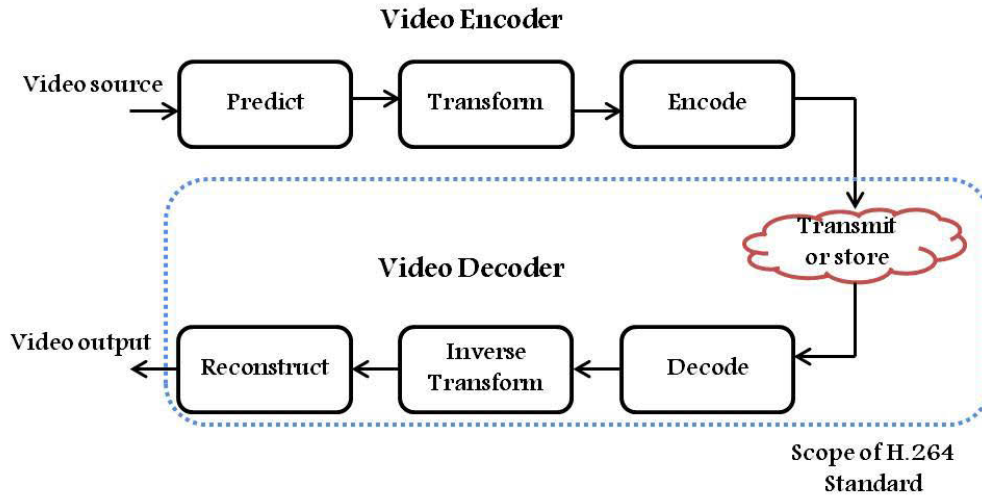 Video Encoder
Video source
Predict
Transform
Encode
Transmit
or store
Video Decoder
Video output
Reconstruct
Inverse
Transform
Decode
Scope of H.264
Standard